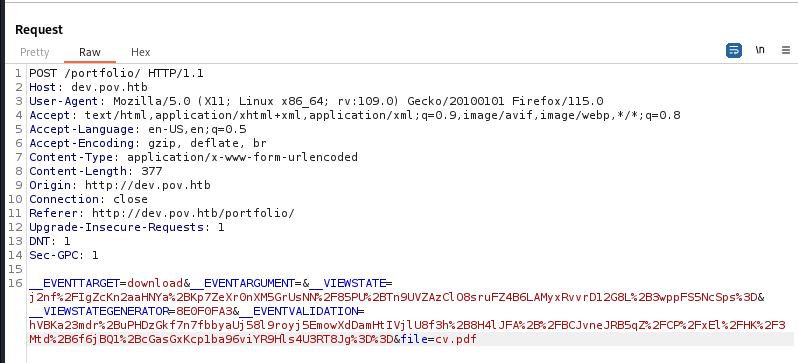 Request
Pretty Raw Hex \n
1 POST /portfolio/ HTTP/1.1
2 Host: dev.pov.htb
3 User-Agent: Mozilla/5.0 (X11; Linux x86_64; rv:109.0) Gecko/20100101 Firefox/115.0
4 Accept: text/html,application/xhtml+xml,application/xml;q=0.9,image/avif,image/webp,*/*;q=0.8
5 Accept-Language: en-US,en;q=0.5
6 Accept-Encoding: gzip, deflate, br
7 Content-Type: application/x-www-form-urlencoded
8 Content-Length: 377
9 Origin: http://dev.pov.htb
10 Connection: close
11 Referer: http://dev.pov.htb/portfolio/
12 Upgrade-Insecure-Requests: 1
13 DNT: 1
14 Sec-GPC: 1
15
16 __EVENTTARGET=download&__EVENTARGUMENT=&__VIEWSTATE=
j2nf%2FIgZcKn2aaHNYa%2BKp7ZeXr0nXM5GrUsNN%2F85PU%2BTn9UVZAzClO8sruFZ4B6LAMyxRvvrD12G8L%2B3wppFS5NcSps%3D&
__VIEWSTATEGENERATOR=8E0F0FA3&__EVENTVALIDATION=
hVBKa23mdr%2BuPHDzGkf7n7fbbyaUj58l9royj5EmowXdDamHtIVjlU8f3h%2B8H4lJFA%2B%2FBCJvneJRB5qZ%2FCP%2FxEl%2FHK%2F3
Mtd%2B6f6jBQ1%2BcGasGxKcp1ba96viYR9Hls4U3RT8Jg%3D%3D&file=cv.pdf